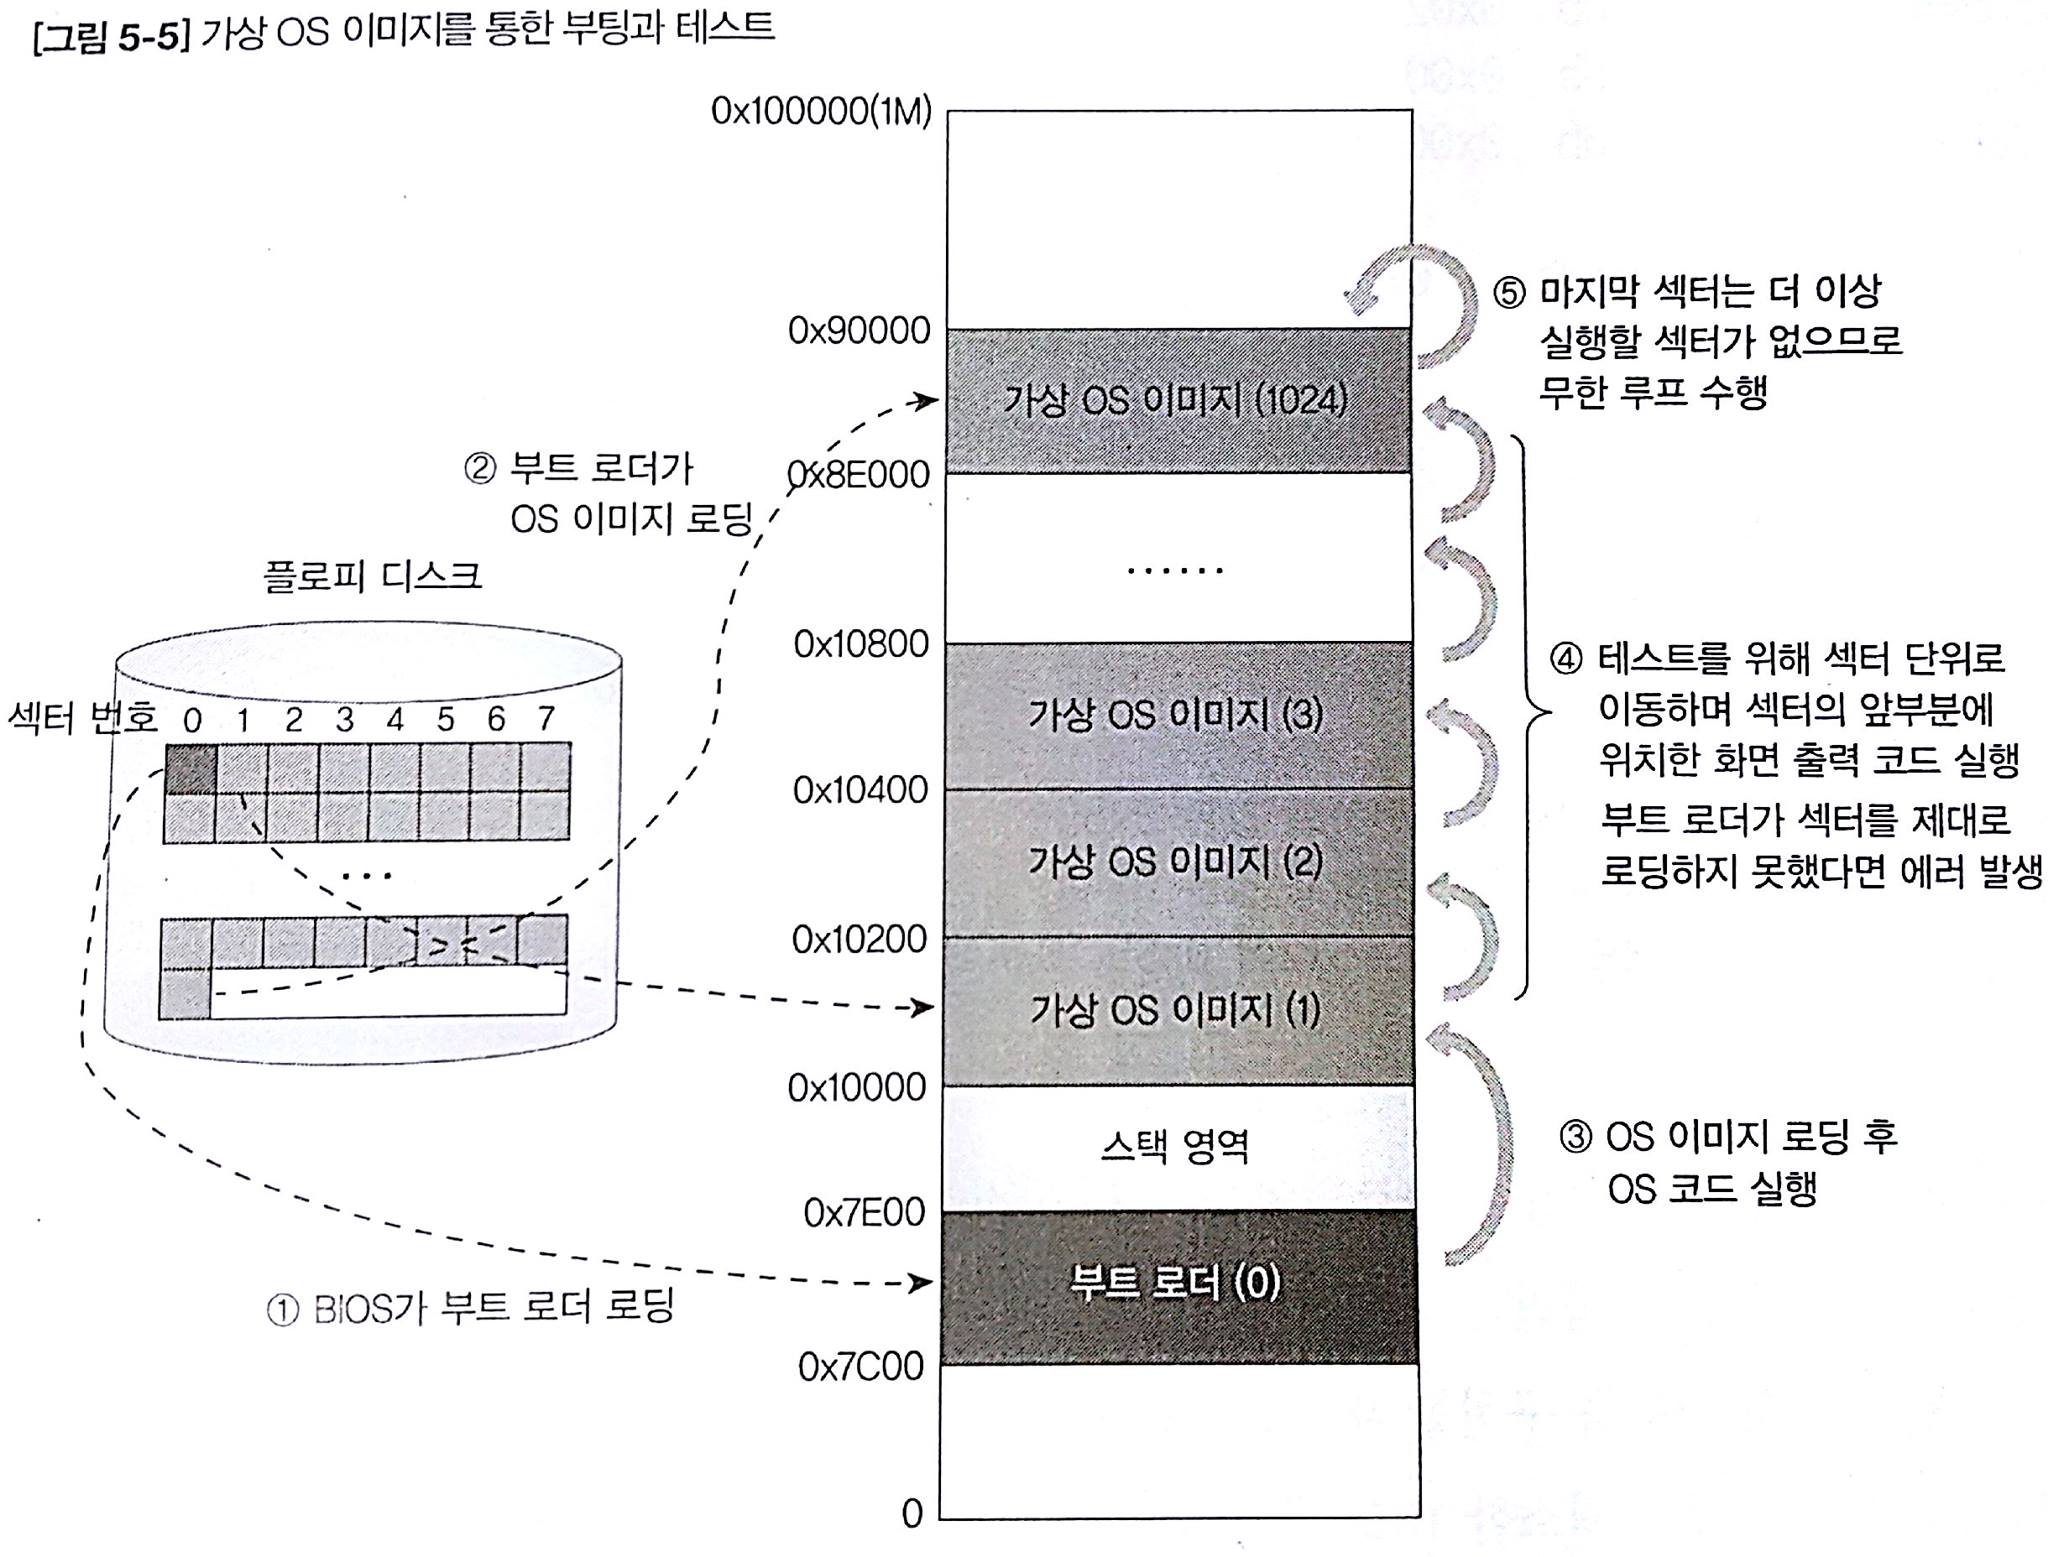 [그림 5-5] 가상 OS 이미지를 통한 부팅과 테스트
0x100000(1M)
⑤ 마지막 섹터는 더 이상
실행할 섹터가 없으므로
무한 루프 수행
0x90000
가상 OS 이미지 (1024)
0x8E000
② 부트 로더가
OS 이미지 로딩
......
플로피 디스크
섹터 번호 0 1 2 3 4 5 6 7
...
0x10800
가상 OS 이미지 (3)
0x10400
가상 OS 이미지 (2)
0x10200
가상 OS 이미지 (1)
0x10000
④ 테스트를 위해 섹터 단위로
이동하며 섹터의 앞부분에
위치한 화면 출력 코드 실행
부트 로더가 섹터를 제대로
로딩하지 못했다면 에러 발생
스택 영역
③ OS 이미지 로딩 후
OS 코드 실행
0x7E00
부트 로더 (0)
① BIOS가 부트 로더 로딩
0x7C00
0